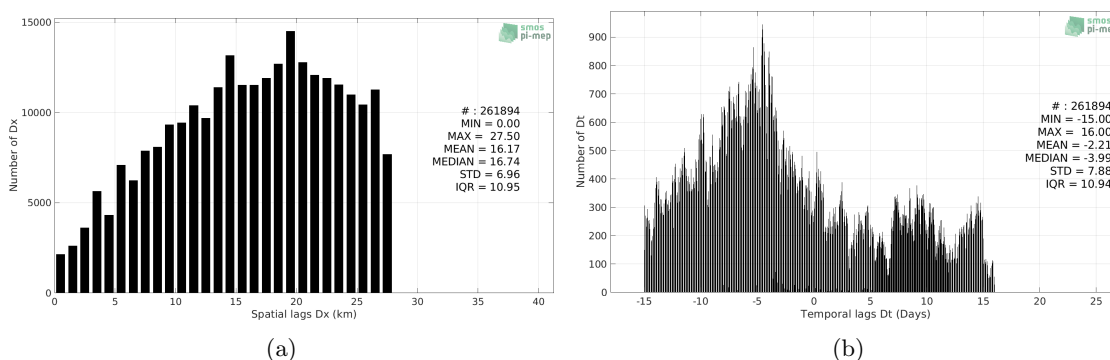 15000
10000
5000
0
Number of Dx
0 5 10 15 20 25 30 35 40
Spatial lags Dx (km)
smos
pi-mep
# : 261894
MIN = 0.00
MAX = 27.50
MEAN = 16.17
MEDIAN = 16.74
STD = 6.96
IQR = 10.95
(a)
900
800
700
600
500
400
300
200
100
0
Number of Dt
-15 -10 -5 0 5 10 15 20 25
Temporal lags Dt (Days)
smos
pi-mep
# : 261894
MIN = -15.00
MAX = 16.00
MEAN = -2.21
MEDIAN = -3.99
STD = 7.88
IQR = 10.94
(b)